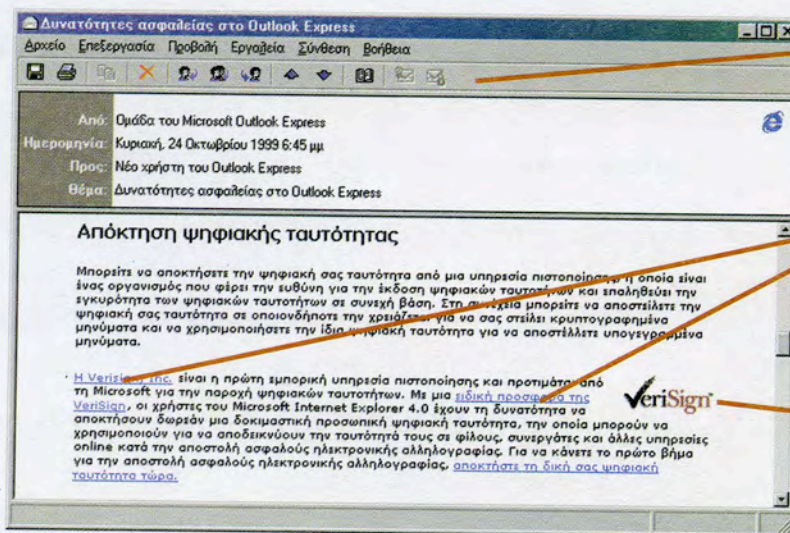 Δυνατότητες ασφαλείας στο Outlook Express
Αρχείο Επεξεργασία Προβολή Εργαλεία Σύνθεση Βοήθεια
Από: Ομάδα του Microsoft Outlook Express
Ημερομηνία: Κυριακή, 24 Οκτωβρίου 1999 6:45 μμ
Προς: Νέο χρήστη του Outlook Express
Θέμα: Δυνατότητες ασφαλείας στο Outlook Express
Απόκτηση ψηφιακής ταυτότητας
Μπορείτε να αποκτήσετε την ψηφιακή σας ταυτότητα από μια υπηρεσία πιστοποίησης, η οποία είναι
ένας οργανισμός που φέρει την ευθύνη για την έκδοση ψηφιακών ταυτοτήτων και επαληθεύει την
εγκυρότητα των ψηφιακών ταυτοτήτων σε συνεχή βάση. Στη συνέχεια μπορείτε να αποστείλετε την
ψηφιακή σας ταυτότητα σε οποιονδήποτε την χρειάζεται για να σας στείλει κρυπτογραφημένα
μηνύματα και να χρησιμοποιήσετε την ίδια ψηφιακή ταυτότητα για να αποστέλλετε υπογεγραμμένα
μηνύματα.
Η Verisign, Inc. είναι η πρώτη εμπορική υπηρεσία πιστοποίησης και προτιμάται από
τη Microsoft για την παροχή ψηφιακών ταυτοτήτων. Με μια ειδική προσφορά της
VeriSign, οι χρήστες του Microsoft Internet Explorer 4.0 έχουν τη δυνατότητα να
αποκτήσουν δωρεάν μια δοκιμαστική προσωπική ψηφιακή ταυτότητα, την οποία μπορούν να
χρησιμοποιούν για να αποδεικνύουν την ταυτότητά τους σε φίλους, συνεργάτες και άλλες υπηρεσίες
online κατά την αποστολή ασφαλούς ηλεκτρονικής αλληλογραφίας. Για να κάνετε το πρώτο βήμα
για την αποστολή ασφαλούς ηλεκτρονικής αλληλογραφίας, αποκτήστε τη δική σας ψηφιακή
ταυτότητα τώρα.
VeriSign